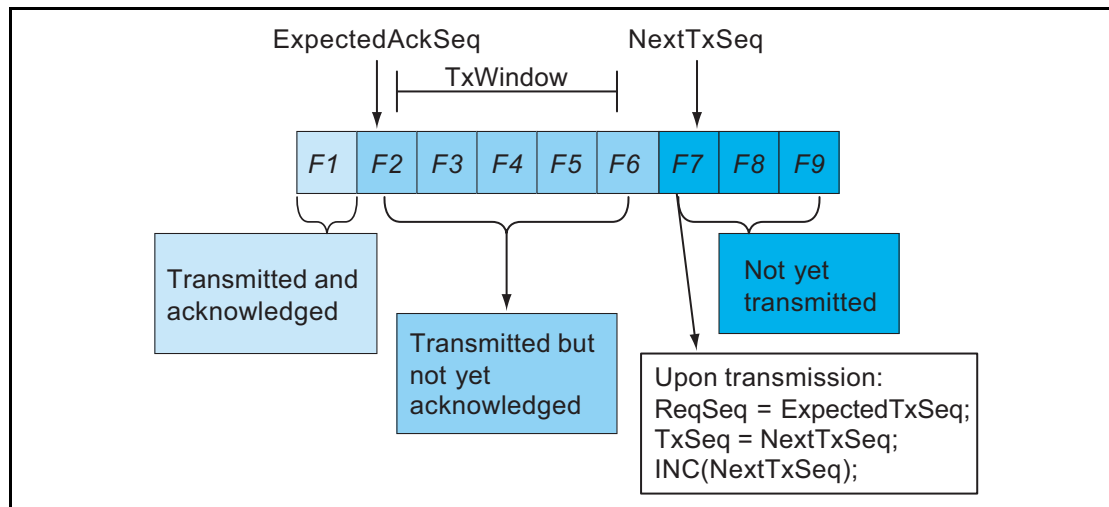 ExpectedAckSeq
NextTxSeq
TxWindow
F1 F2 F3 F4 F5 F6 F7 F8 F9
Transmitted and
acknowledged
Transmitted but
not yet
acknowledged
Not yet
transmitted
Upon transmission:
ReqSeq = ExpectedTxSeq;
TxSeq = NextTxSeq;
INC(NextTxSeq);